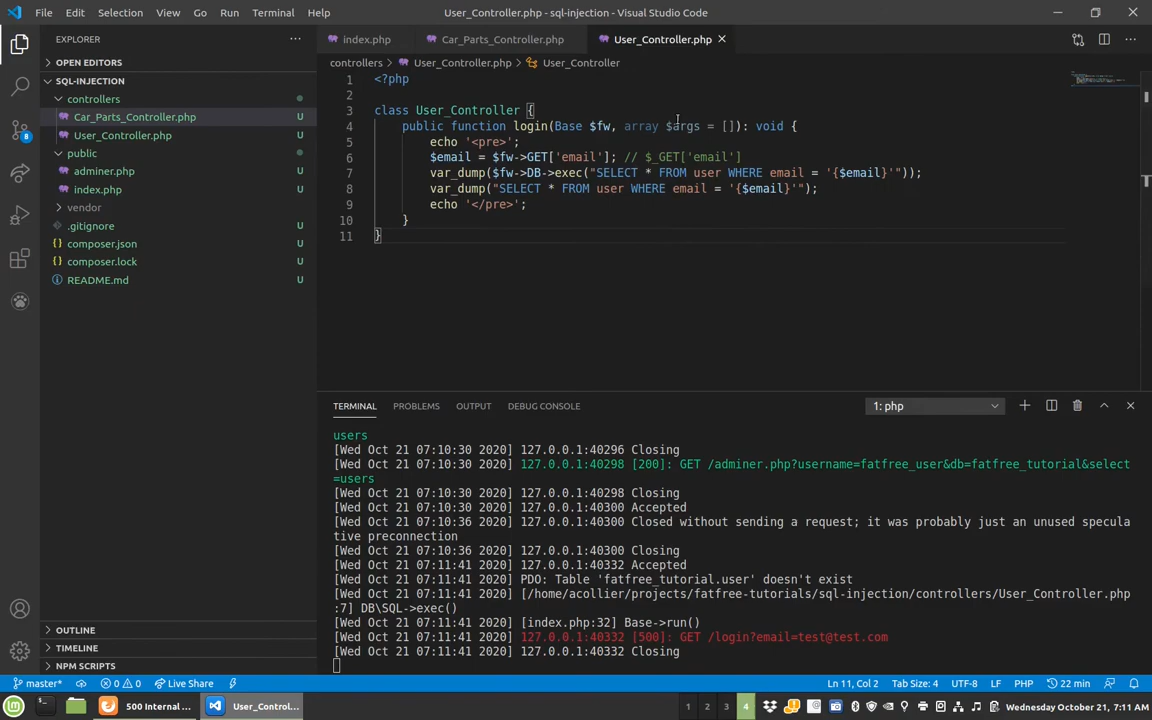 File Edit Selection View Go Run Terminal Help
User_Controller.php - sql-injection - Visual Studio Code
EXPLORER
OPEN EDITORS
SQL-INJECTION
controllers
Car_Parts_Controller.php U
User_Controller.php U
public
adminer.php U
index.php U
vendor
.gitignore U
composer.json U
composer.lock U
README.md U
OUTLINE
TIMELINE
NPM SCRIPTS
8
index.php Car_Parts_Controller.php User_Controller.php
controllers > User_Controller.php > User_Controller
1 <?php
2
3 class User_Controller {
4 public function login(Base $fw, array $args = []): void {
5 echo '<pre>';
6 $email = $fw->GET['email']; // $_GET['email']
7 var_dump($fw->DB->exec("SELECT * FROM user WHERE email = '{$email}'"));
8 var_dump("SELECT * FROM user WHERE email = '{$email}'");
9 echo '</pre>';
10 }
11 }
TERMINAL PROBLEMS OUTPUT DEBUG CONSOLE
1: php
users
[Wed Oct 21 07:10:30 2020] 127.0.0.1:40296 Closing
[Wed Oct 21 07:10:30 2020] 127.0.0.1:40298 [200]: GET /adminer.php?username=fatfree_user&db=fatfree_tutorial&select
=users
[Wed Oct 21 07:10:30 2020] 127.0.0.1:40298 Closing
[Wed Oct 21 07:10:30 2020] 127.0.0.1:40300 Accepted
[Wed Oct 21 07:10:36 2020] 127.0.0.1:40300 Closed without sending a request; it was probably just an unused specula
tive preconnection
[Wed Oct 21 07:10:36 2020] 127.0.0.1:40300 Closing
[Wed Oct 21 07:11:41 2020] 127.0.0.1:40332 Accepted
[Wed Oct 21 07:11:41 2020] PDO: Table 'fatfree_tutorial.user' doesn't exist
[Wed Oct 21 07:11:41 2020] [/home/acollier/projects/fatfree-tutorials/sql-injection/controllers/User_Controller.php
:7] DB\SQL->exec()
[Wed Oct 21 07:11:41 2020] [index.php:32] Base->run()
[Wed Oct 21 07:11:41 2020] 127.0.0.1:40332 [500]: GET /login?email=test@test.com
[Wed Oct 21 07:11:41 2020] 127.0.0.1:40332 Closing
master* 0 0 Live Share
Ln 11, Col 2 Tab Size: 4 UTF-8 LF PHP 22 min
500 Internal ... User_Control...
1 2 3 4
Wednesday October 21, 7:11 AM